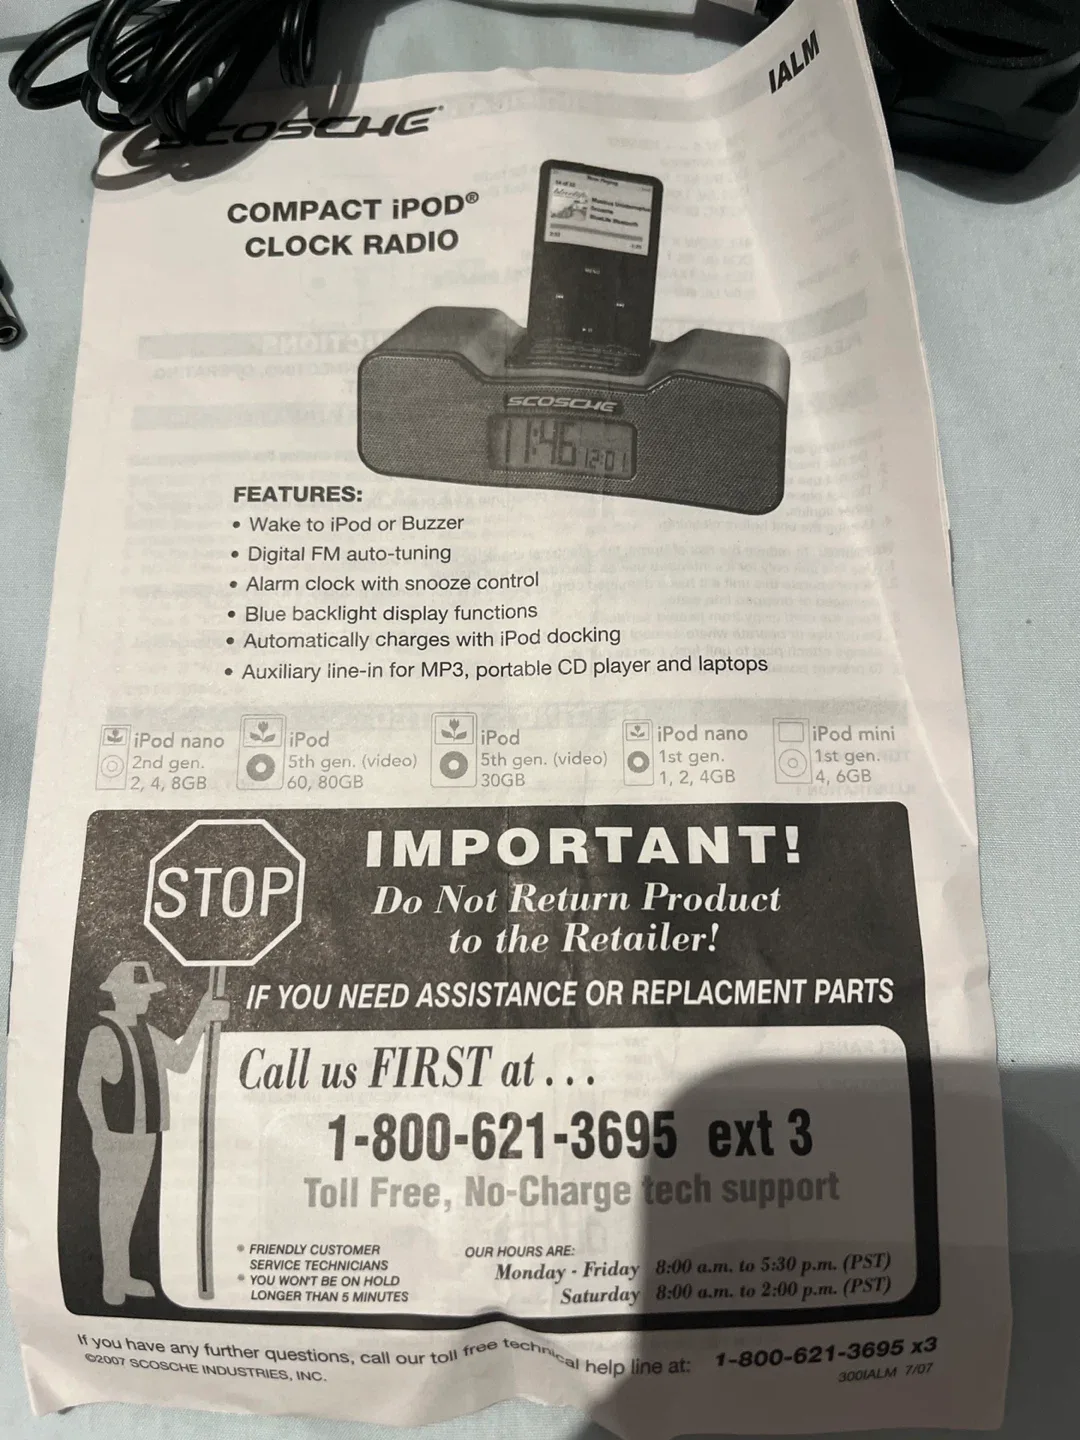 IALM
SCOSCHE®
COMPACT iPOD®
CLOCK RADIO
SCOSCHE
11:46 12:01
FEATURES:
• Wake to iPod or Buzzer
• Digital FM auto-tuning
• Alarm clock with snooze control
• Blue backlight display functions
• Automatically charges with iPod docking
• Auxiliary line-in for MP3, portable CD player and laptops
iPod nano
2nd gen.
2, 4, 8GB
iPod
5th gen. (video)
60, 80GB
iPod
5th gen. (video)
30GB
iPod nano
1st gen.
1, 2, 4GB
iPod mini
1st gen.
4, 6GB
STOP
IMPORTANT!
Do Not Return Product
to the Retailer!
IF YOU NEED ASSISTANCE OR REPLACMENT PARTS
Call us FIRST at . . .
1-800-621-3695 ext 3
Toll Free, No-Charge tech support
• FRIENDLY CUSTOMER
SERVICE TECHNICIANS
• YOU WON'T BE ON HOLD
LONGER THAN 5 MINUTES
OUR HOURS ARE:
Monday - Friday 8:00 a.m. to 5:30 p.m. (PST)
Saturday 8:00 a.m. to 2:00 p.m. (PST)
If you have any further questions, call our toll free technical help line at: 1-800-621-3695 x3
©2007 SCOSCHE INDUSTRIES, INC.
300IALM 7/07